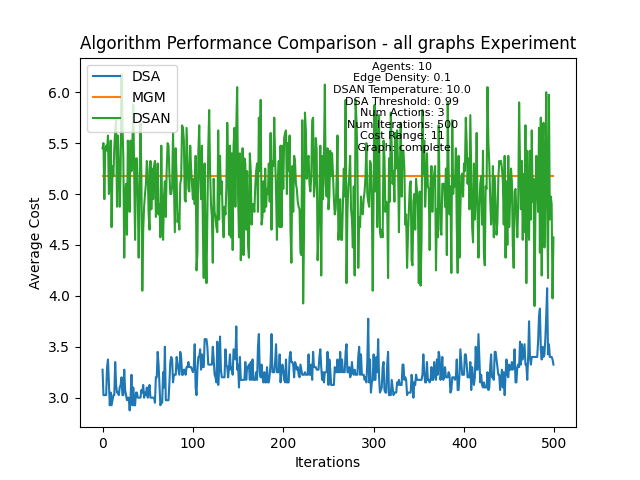 Algorithm Performance Comparison - all graphs Experiment
DSA
MGM
DSAN
Agents: 10
Edge Density: 0.1
DSAN Temperature: 10.0
DSA Threshold: 0.99
Num Actions: 3
Num Iterations: 500
Cost Range: 11
Graph: complete
Average Cost
6.0
5.5
5.0
4.5
4.0
3.5
3.0
0
100
200
300
400
500
Iterations